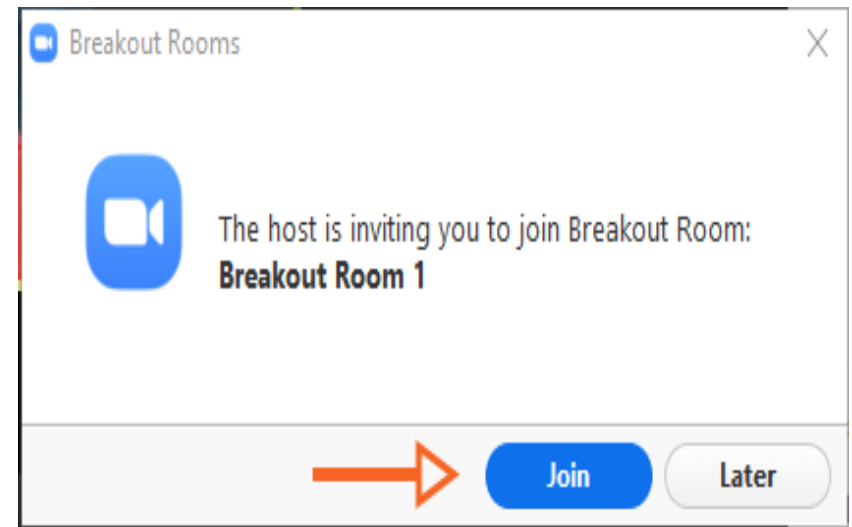 Breakout Rooms
The host is inviting you to join Breakout Room:
Breakout Room 1
Join
Later